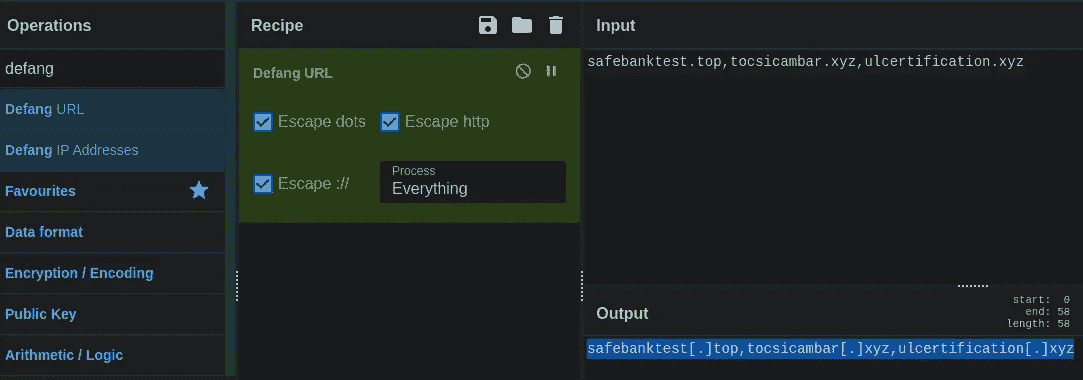 Operations
defang
Defang URL
Defang IP Addresses
Favourites
Data format
Encryption / Encoding
Public Key
Arithmetic / Logic
Recipe
Defang URL
Escape dots
Escape http
Escape ://
Process
Everything
Input
safebanktest.top,tocsicambar.xyz,ulcertification.xyz
Output
start: 0
end: 58
length: 58
safebanktest[.]top,tocsicambar[.]xyz,ulcertification[.]xyz